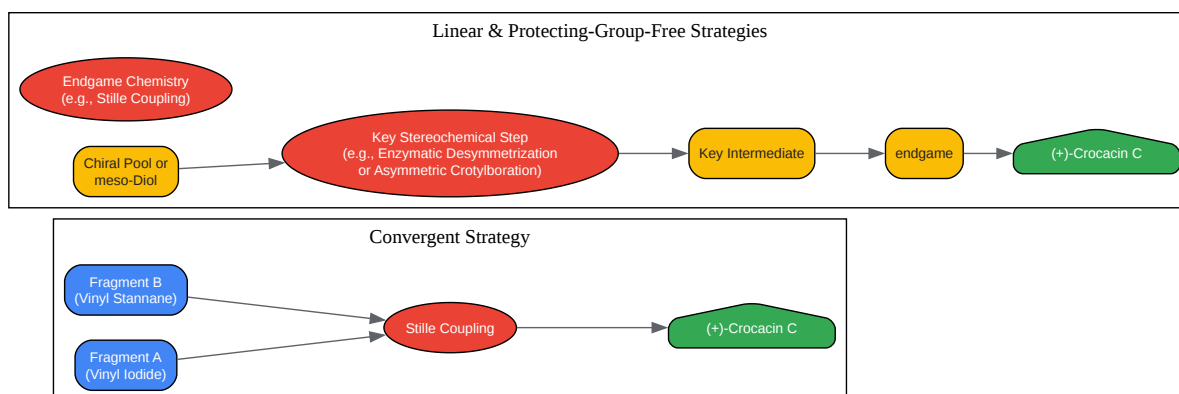 Linear & Protecting-Group-Free Strategies
Endgame Chemistry
(e.g., Stille Coupling)
Chiral Pool or
meso-Diol
Key Stereochemical Step
(e.g., Enzymatic Desymmetrization
or Asymmetric Crotylboration)
Key Intermediate
endgame
(+)-Crocacin C
Convergent Strategy
Fragment B
(Vinyl Stannane)
Fragment A
(Vinyl Iodide)
Stille Coupling
(+)-Crocacin C